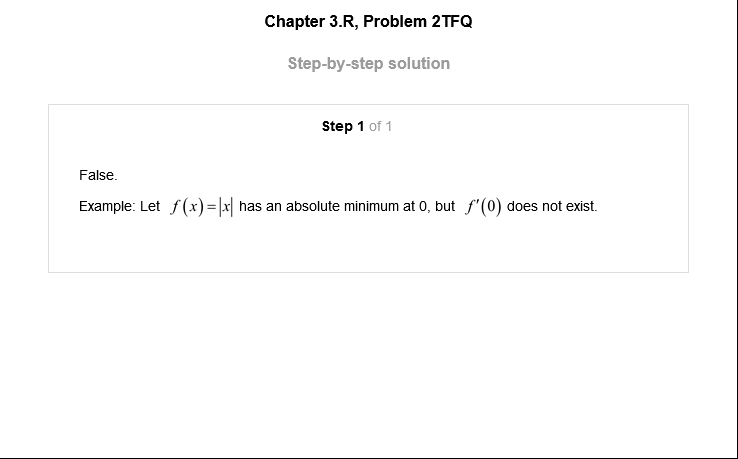 Chapter 3.R, Problem 2TFQ
Step-by-step solution
Step 1 of 1
False.
Example: Let f(x)=|x| has an absolute minimum at 0, but f′(0) does not exist.